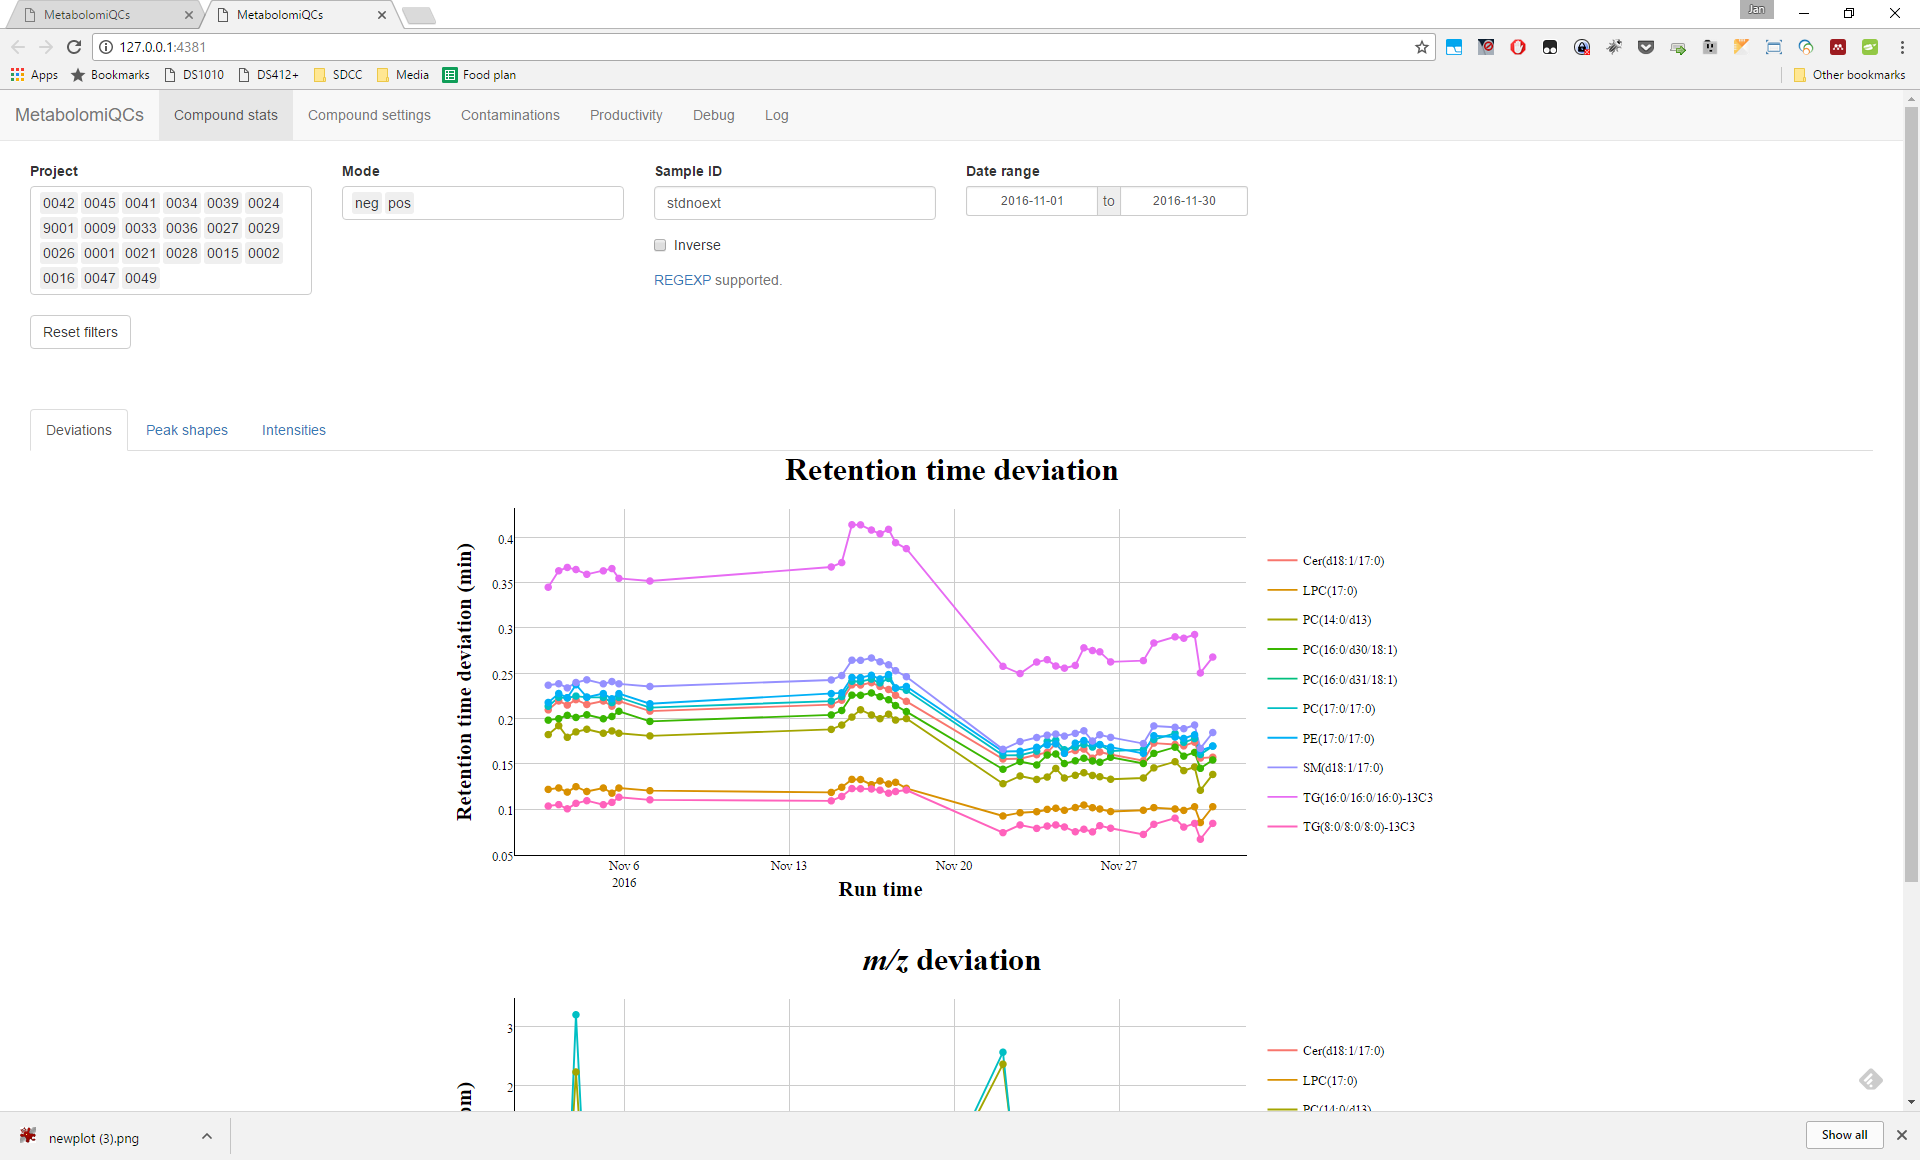 MetabolomiQCs
MetabolomiQCs
Jan
127.0.0.1:4381
Apps Bookmarks DS1010 DS412+ SDCC Media Food plan Other bookmarks
MetabolomiQCs Compound stats Compound settings Contaminations Productivity Debug Log
Project Mode Sample ID Date range
0042 0045 0041 0034 0039 0024
9001 0009 0033 0036 0027 0029
0026 0001 0021 0028 0015 0002
0016 0047 0049
neg pos
stdnoext
2016-11-01 to 2016-11-30
Inverse
REGEXP supported.
Reset filters
Deviations Peak shapes Intensities
Retention time deviation
Retention time deviation (min)
0.4
0.35
0.3
0.25
0.2
0.15
0.1
0.05
Nov 6 Nov 13 Nov 20 Nov 27
2016
Run time
Cer(d18:1/17:0)
LPC(17:0)
PC(14:0/d13)
PC(16:0/d30/18:1)
PC(16:0/d31/18:1)
PC(17:0/17:0)
PE(17:0/17:0)
SM(d18:1/17:0)
TG(16:0/16:0/16:0)-13C3
TG(8:0/8:0/8:0)-13C3
m/z deviation
3
2
Cer(d18:1/17:0)
LPC(17:0)
PC(14:0/d13)
newplot (3).png
Show all